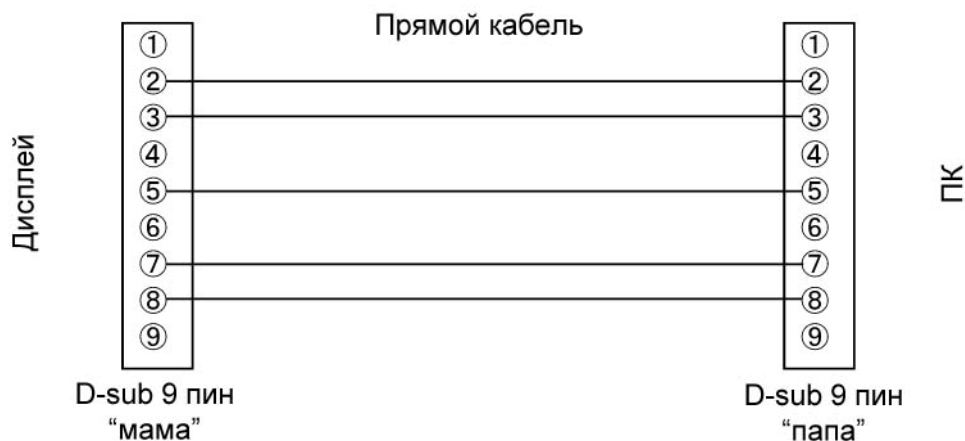 Прямой кабель
Дисплей
① ①
② ②
③ ③
④ ④
⑤ ⑤
⑥ ⑥
⑦ ⑦
⑧ ⑧
⑨ ⑨
ПК
D-sub 9 пин
“мама”
D-sub 9 пин
“папа”